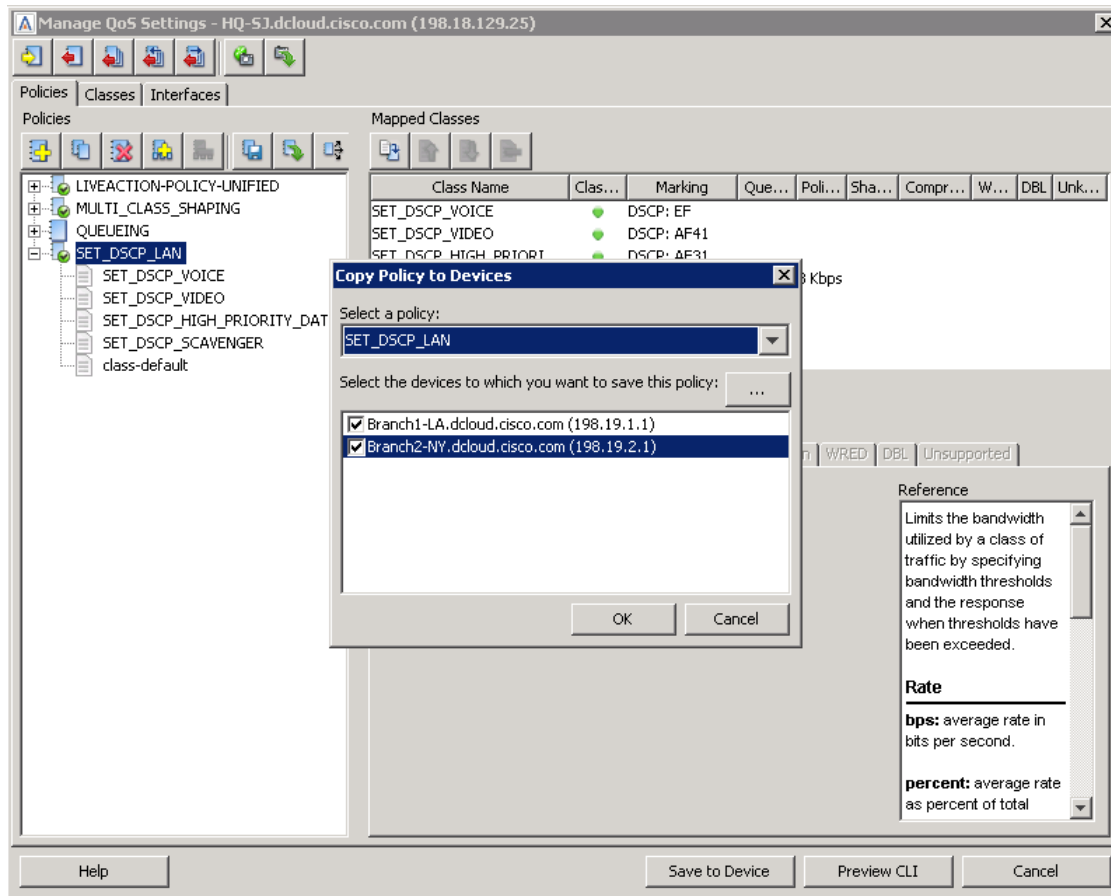 Manage QoS Settings - HQ-SJ.dcloud.cisco.com (198.18.129.25)
Policies Classes Interfaces
Policies
Mapped Classes
LIVEACTION-POLICY-UNIFIED
MULTI_CLASS_SHAPING
QUEUEING
SET_DSCP_LAN
SET_DSCP_VOICE
SET_DSCP_VIDEO
SET_DSCP_HIGH_PRIORITY_DAT
SET_DSCP_SCAVENGER
class-default
Class Name Clas... Marking Que... Poli... Sha... Compr... W... DBL Unk...
SET_DSCP_VOICE DSCP: EF
SET_DSCP_VIDEO DSCP: AF41
SET_DSCP_HIGH_PRIORI... DSCP: AF31
Kbps
Copy Policy to Devices
Select a policy:
SET_DSCP_LAN
Select the devices to which you want to save this policy: ...
Branch1-LA.dcloud.cisco.com (198.19.1.1)
Branch2-NY.dcloud.cisco.com (198.19.2.1)
OK Cancel
n WRED DBL Unsupported
Reference
Limits the bandwidth
utilized by a class of
traffic by specifying
bandwidth thresholds
and the response
when thresholds have
been exceeded.
Rate
bps: average rate in
bits per second.
percent: average rate
as percent of total
Help Save to Device Preview CLI Cancel